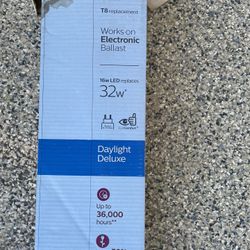 T8 replacement
Works on
Electronic
Ballast
16w LED replaces
32w*
Daylight
Deluxe
Up to
36,000
hours**